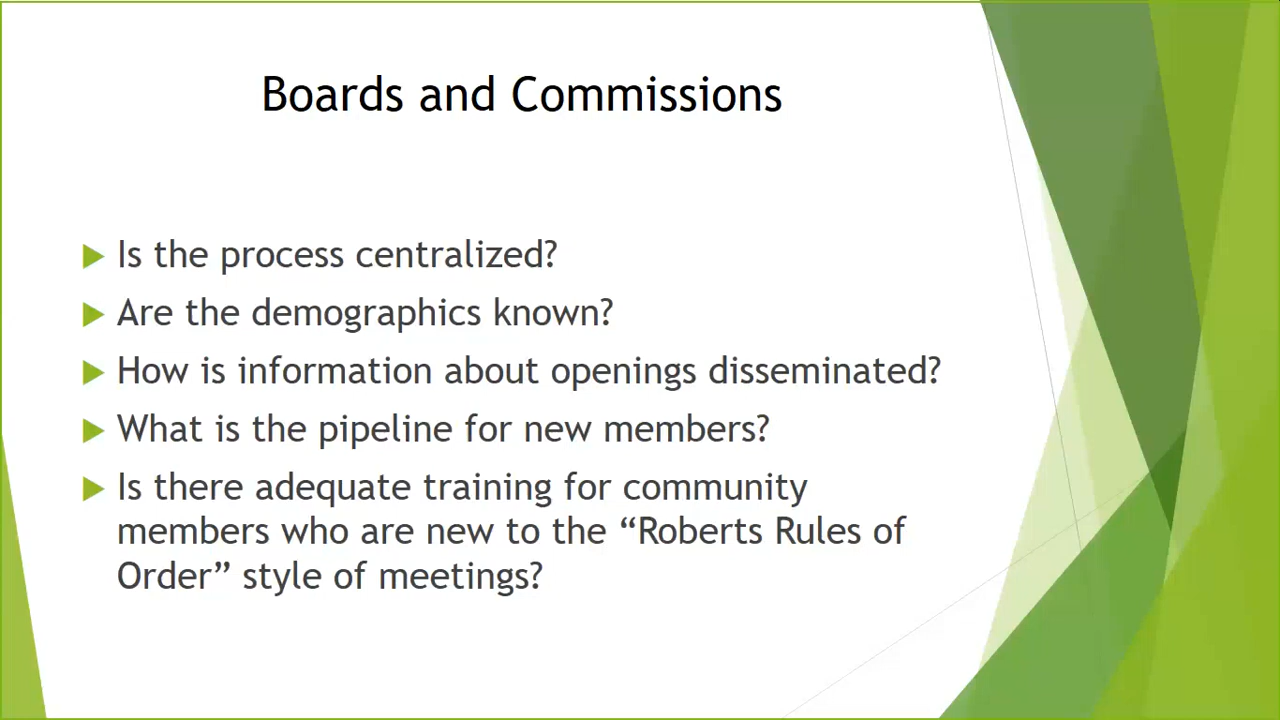 Boards and Commissions
Is the process centralized?
Are the demographics known?
How is information about openings disseminated?
What is the pipeline for new members?
Is there adequate training for community
members who are new to the “Roberts Rules of
Order” style of meetings?